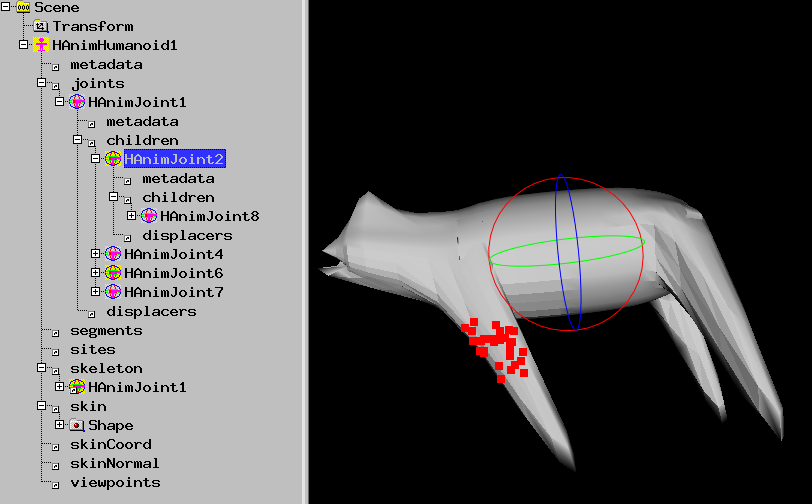 Scene
Transform
HAnimHumanoid1
metadata
joints
HAnimJoint1
metadata
children
HAnimJoint2
metadata
children
HAnimJoint8
displacers
HAnimJoint4
HAnimJoint6
HAnimJoint7
displacers
segments
sites
skeleton
HAnimJoint1
skin
Shape
skinCoord
skinNormal
viewpoints